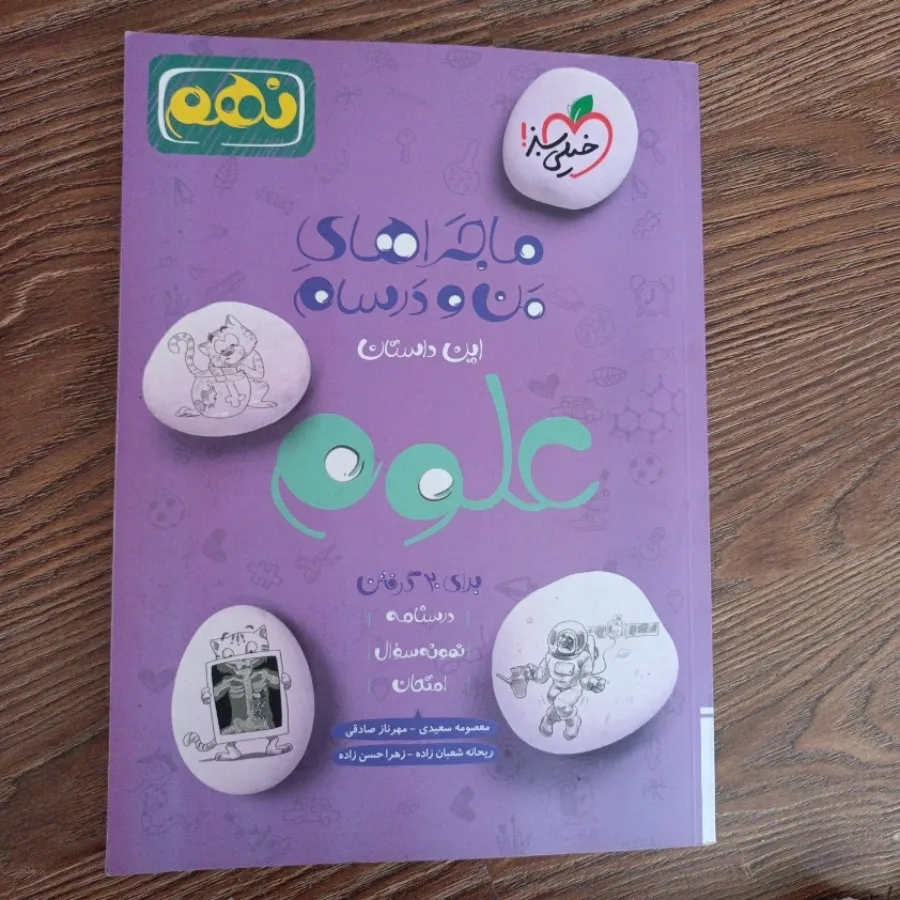 نهم
خیلی سبز!
ماجراهای
من و درسام
این داستان
علوم
برای ۲۰ گرفتن
درسنامه
نمونه سؤال
امتحان
معصومه سعیدی - مهرناز صادقی
ریحانه شعبان زاده - زهرا حسن زاده